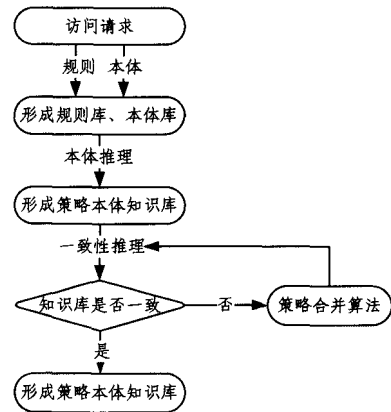 访问请求
规则 本体
形成规则库、本体库
本体推理
形成策略本体知识库
一致性推理
知识库是否一致
否
策略合并算法
是
形成策略本体知识库